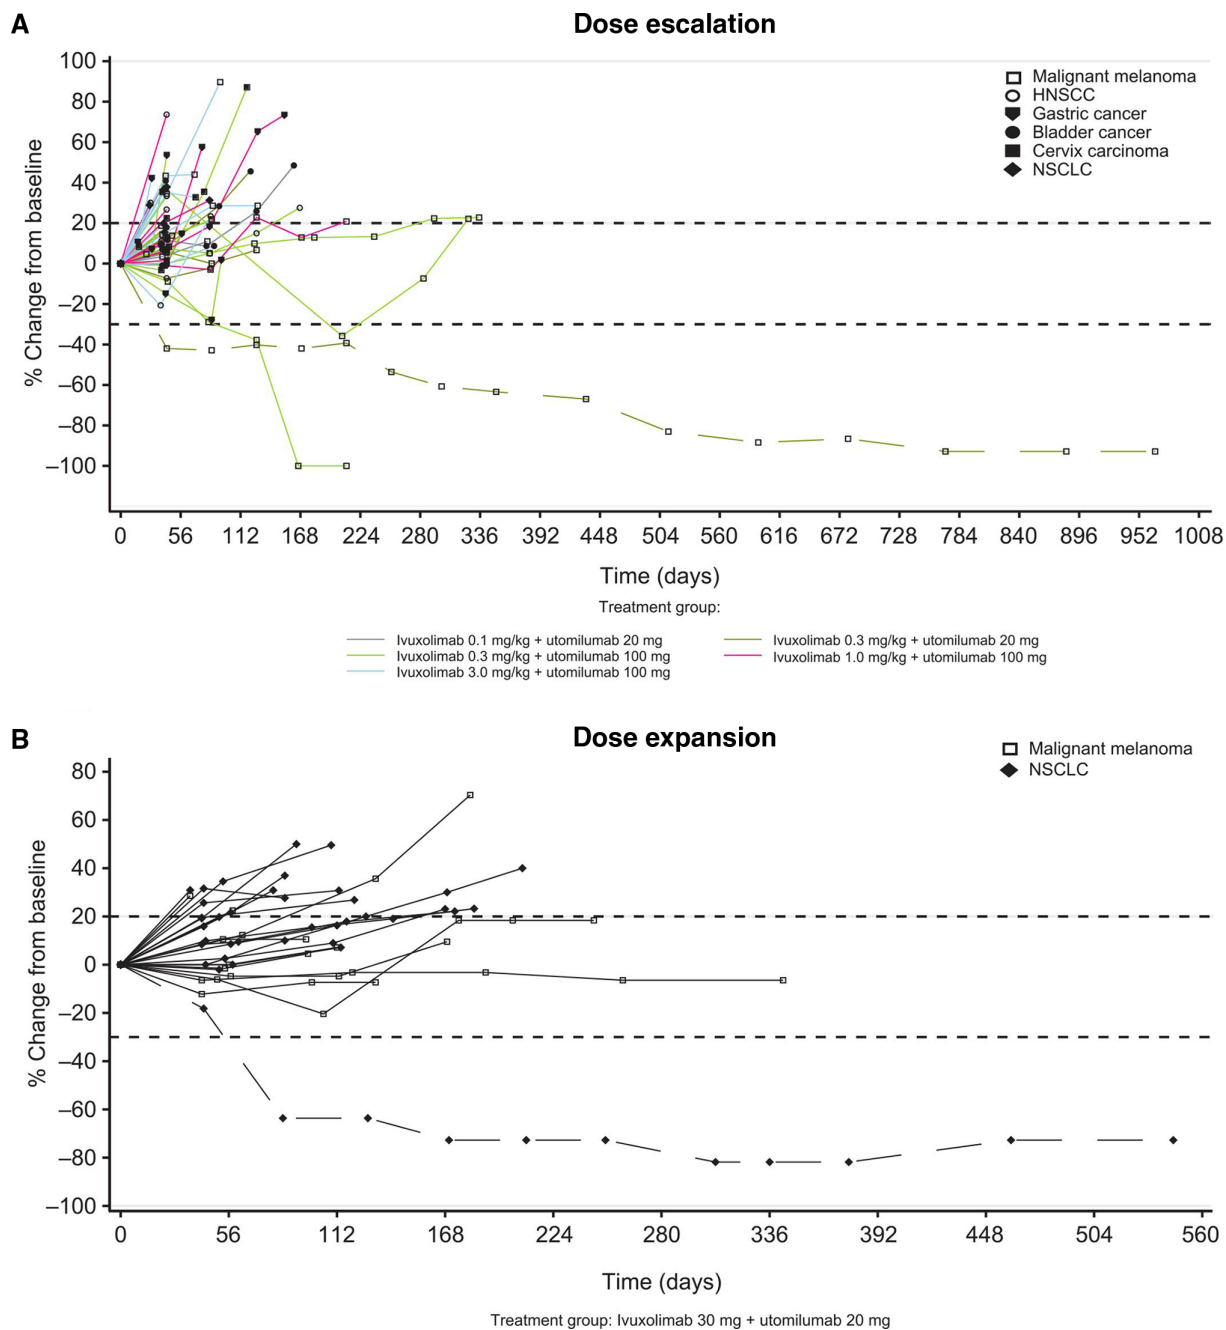 A
Dose escalation
% Change from baseline
100
80
60
40
20
0
–20
–40
–60
–80
–100
Malignant melanoma
HNSCC
Gastric cancer
Bladder cancer
Cervix carcinoma
NSCLC
0 56 112 168 224 280 336 392 448 504 560 616 672 728 784 840 896 952 1008
Time (days)
Treatment group:
Ivuxolimab 0.1 mg/kg + utomilumab 20 mg
Ivuxolimab 0.3 mg/kg + utomilumab 20 mg
Ivuxolimab 0.3 mg/kg + utomilumab 100 mg
Ivuxolimab 1.0 mg/kg + utomilumab 100 mg
Ivuxolimab 3.0 mg/kg + utomilumab 100 mg
B
Dose expansion
% Change from baseline
80
60
40
20
0
–20
–40
–60
–80
–100
Malignant melanoma
NSCLC
0 56 112 168 224 280 336 392 448 504 560
Time (days)
Treatment group: Ivuxolimab 30 mg + utomilumab 20 mg